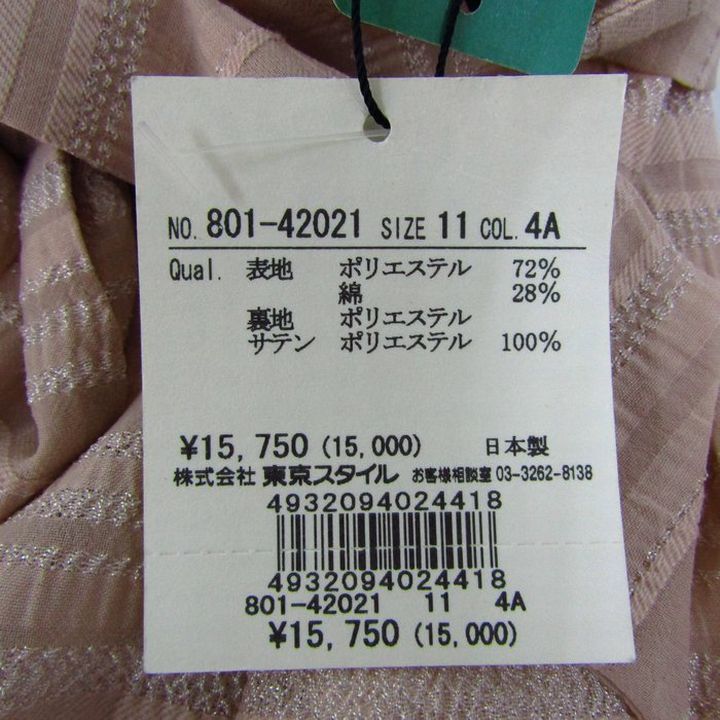 NO. 801-42021 SIZE 11 COL. 4A
Qual. 表地 ポリエステル 72%
綿 28%
裏地 ポリエステル
サテン ポリエステル 100%
¥15,750 (15,000) 日本製
株式会社 東京スタイル お客様相談室 03-3262-8138
4932094024418
4932094024418
801-42021 11 4A
¥15,750 (15,000)